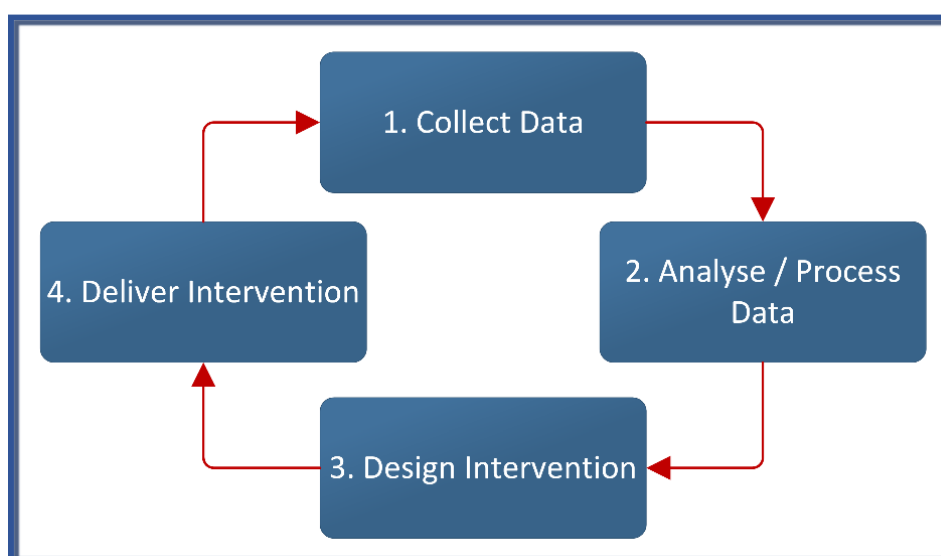 1. Collect Data
2. Analyse / Process
Data
3. Design Intervention
4. Deliver Intervention